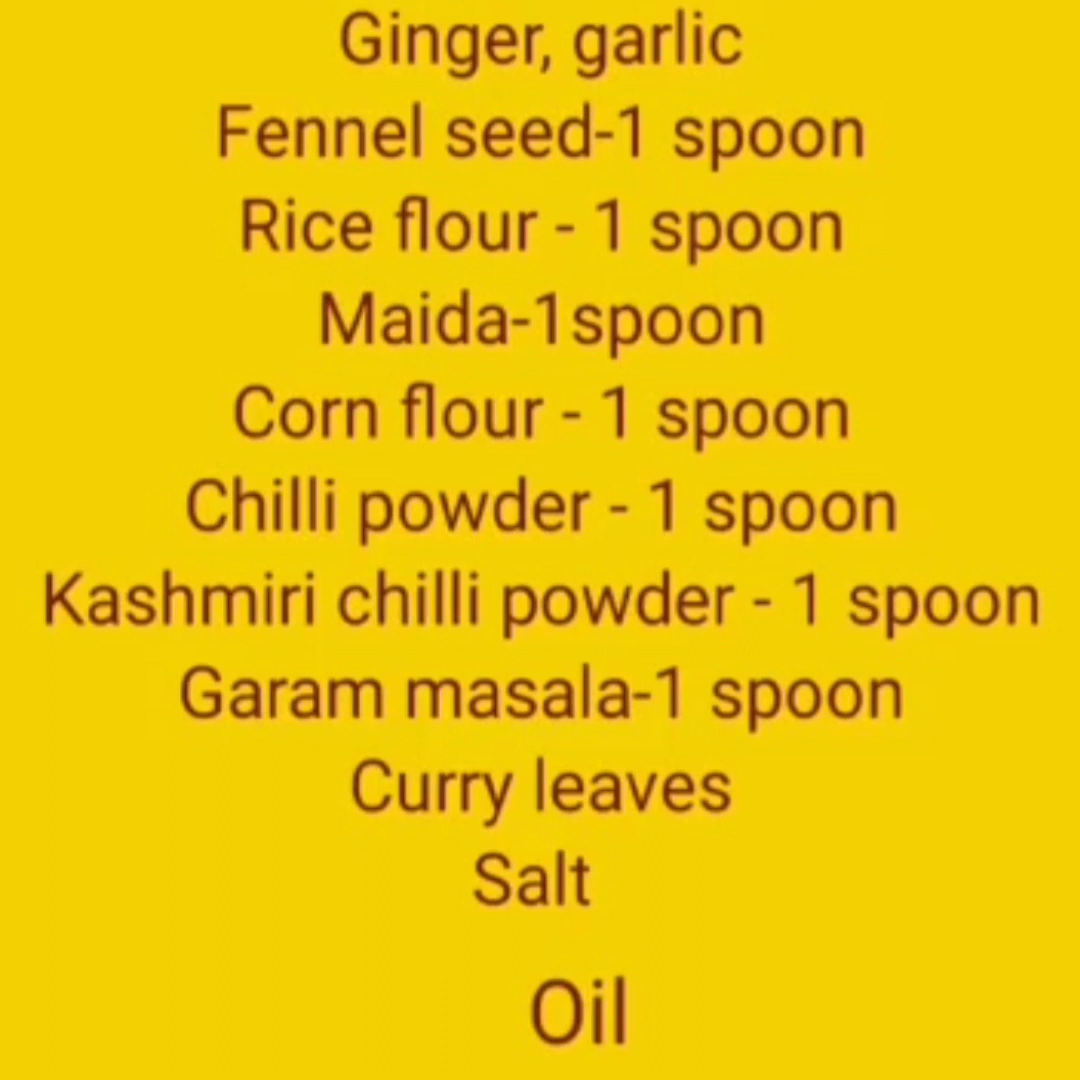 Ginger, garlic
Fennel seed-1 spoon
Rice flour - 1 spoon
Maida-1spoon
Corn flour - 1 spoon
Chilli powder - 1 spoon
Kashmiri chilli powder - 1 spoon
Garam masala-1 spoon
Curry leaves
Salt
Oil